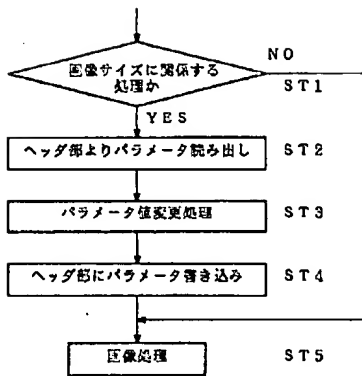 画像サイズに関係する
処理か
NO
ST1
YES
ヘッダ部よりパラメータ読み出し
ST2
パラメータ値変更処理
ST3
ヘッダ部にパラメータ書き込み
ST4
画像処理
ST5